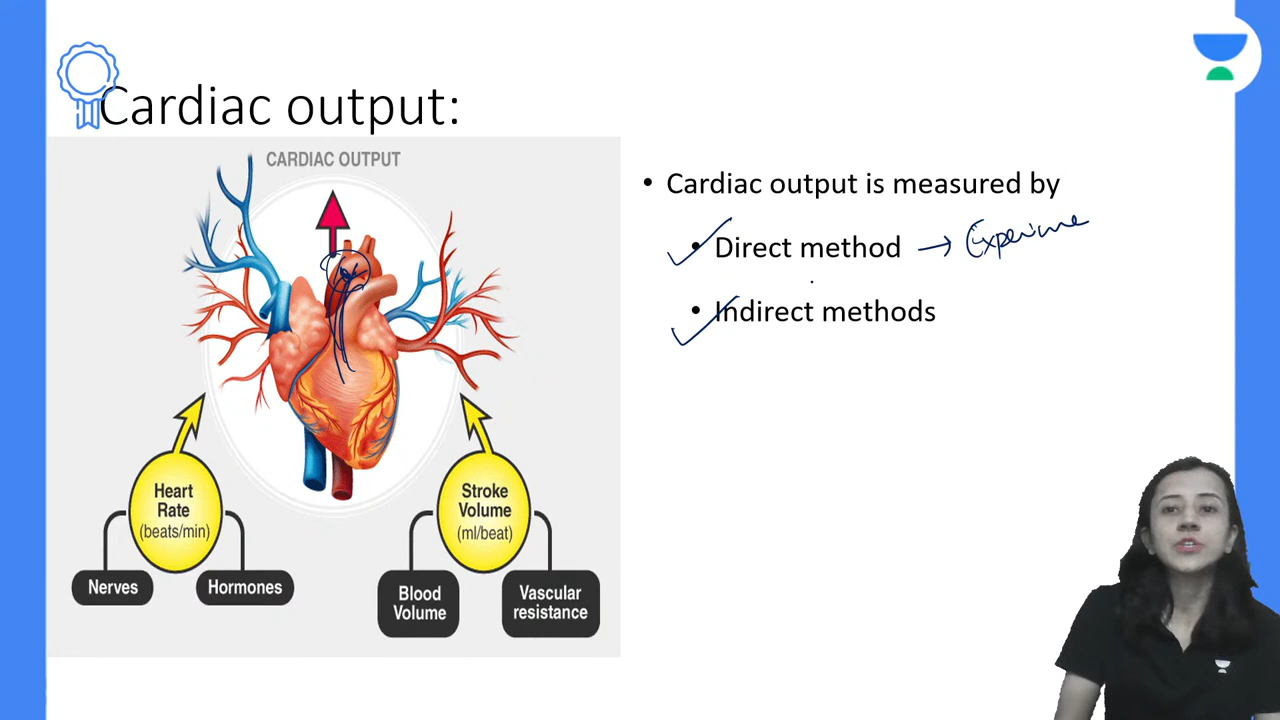 Cardiac output:
CARDIAC OUTPUT
Heart
Rate
(beats/min)
Nerves
Hormones
Stroke
Volume
(ml/beat)
Blood
Volume
Vascular
resistance
• Cardiac output is measured by
• Direct method → Experime
• Indirect methods